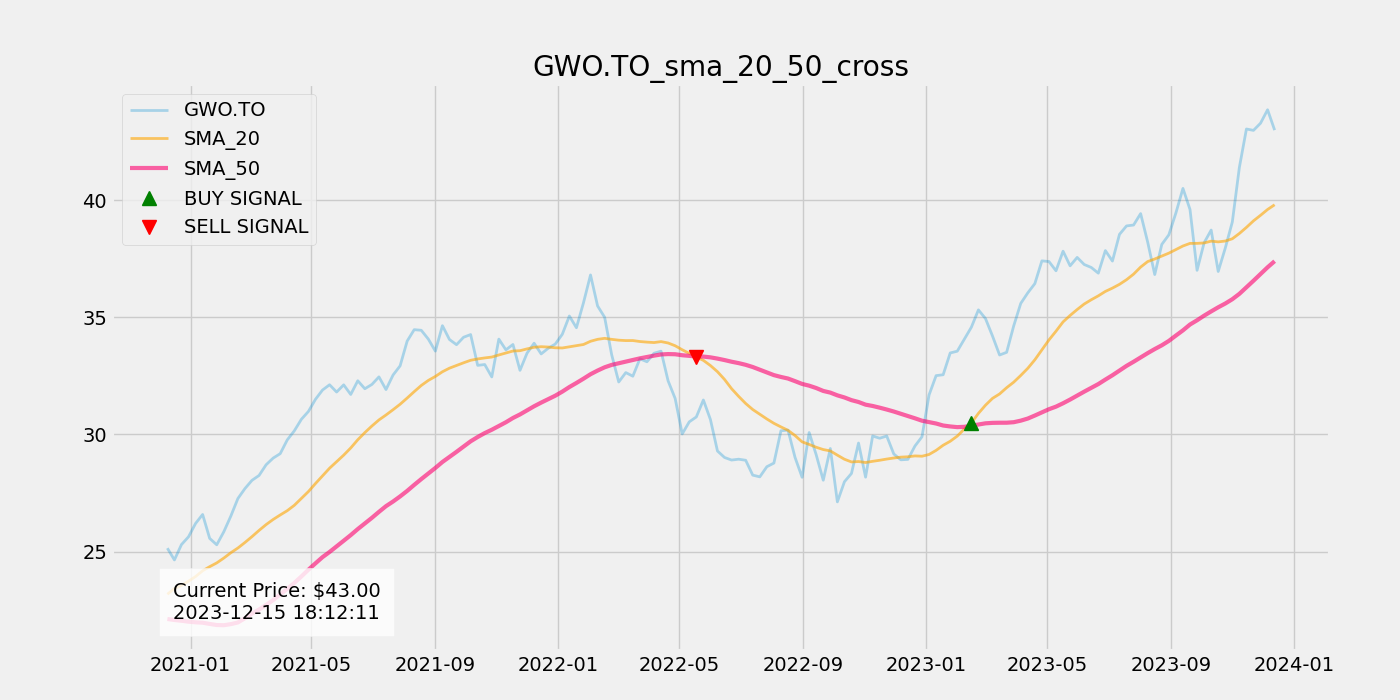 GWO.TO_sma_20_50_cross
GWO.TO
SMA_20
SMA_50
BUY SIGNAL
SELL SIGNAL
40
35
30
25
Current Price: $43.00
2023-12-15 18:12:11
2021-01 2021-05 2021-09 2022-01 2022-05 2022-09 2023-01 2023-05 2023-09 2024-01